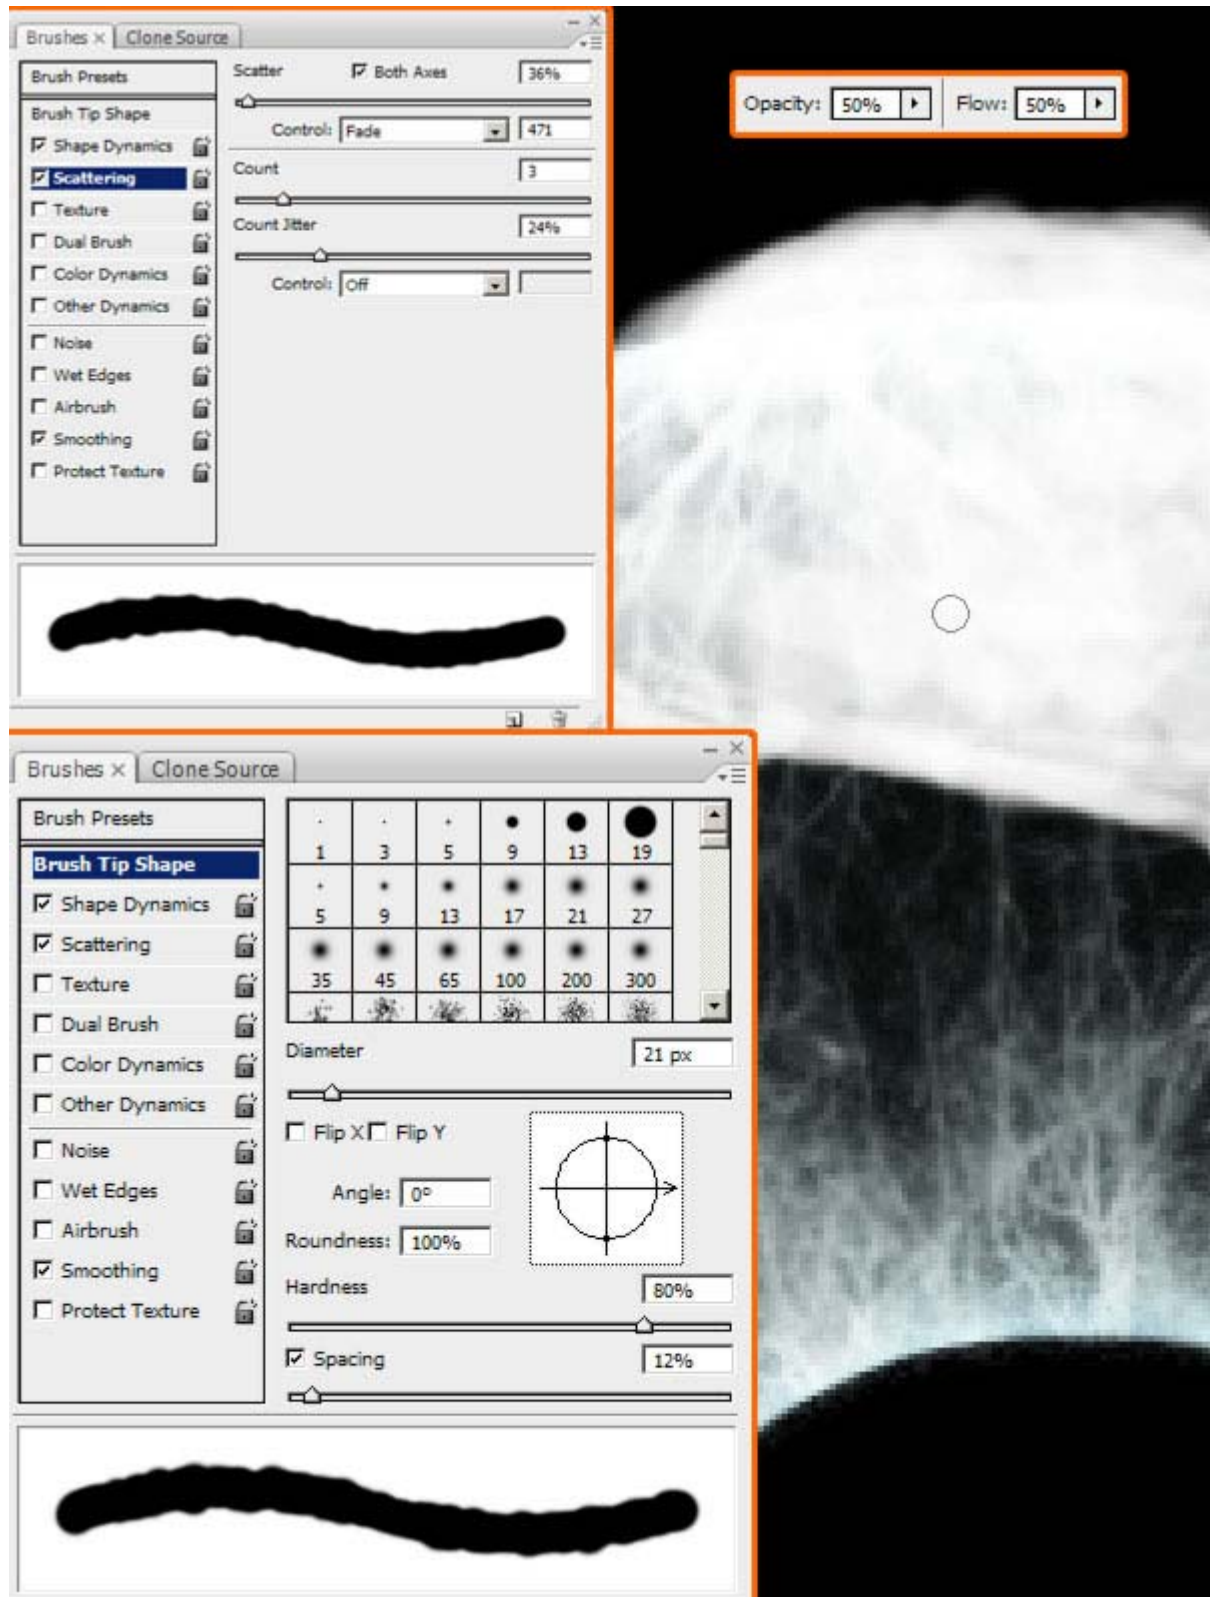 Brushes × Clone Source
Brush Presets
Brush Tip Shape
Shape Dynamics
Scattering
Texture
Dual Brush
Color Dynamics
Other Dynamics
Noise
Wet Edges
Airbrush
Smoothing
Protect Texture
Scatter Both Axes 36%
Control: Fade 471
Count 3
Count Jitter 24%
Control: Off
Opacity: 50% Flow: 50%
Brushes × Clone Source
Brush Presets
Brush Tip Shape
Shape Dynamics
Scattering
Texture
Dual Brush
Color Dynamics
Other Dynamics
Noise
Wet Edges
Airbrush
Smoothing
Protect Texture
1 3 5 9 13 19
5 9 13 17 21 27
35 45 65 100 200 300
Diameter 21 px
Flip X Flip Y
Angle: 0º
Roundness: 100%
Hardness 80%
Spacing 12%